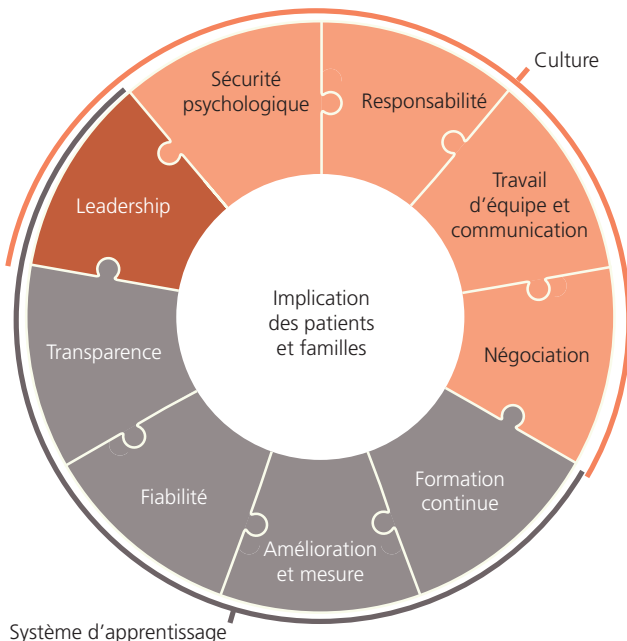 Culture
Sécurité
psychologique
Responsabilité
Travail
d'équipe et
communication
Leadership
Implication
des patients
et familles
Négociation
Transparence
Formation
continue
Fiabilité
Amélioration
et mesure
Système d'apprentissage